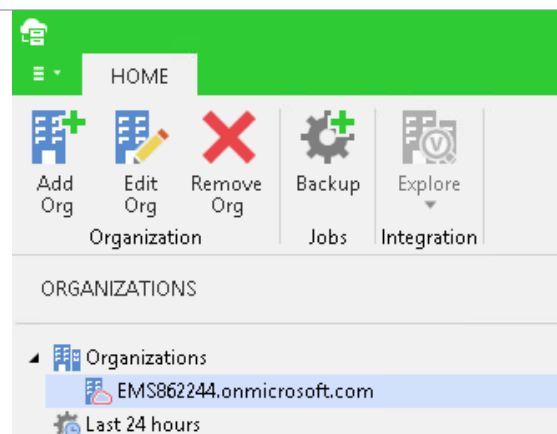 HOME
Add Org
Edit Org
Remove Org
Backup
Explore
Organization
Jobs
Integration
ORGANIZATIONS
Organizations
EMS862244.onmicrosoft.com
Last 24 hours